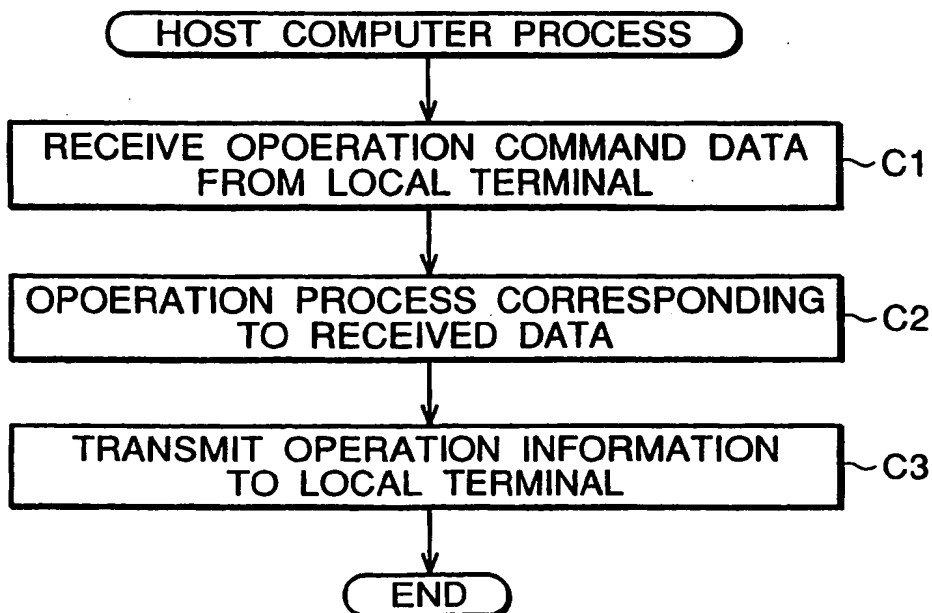 HOST COMPUTER PROCESS
RECEIVE OPOERATION COMMAND DATA
FROM LOCAL TERMINAL
C1
OPOERATION PROCESS CORRESPONDING
TO RECEIVED DATA
C2
TRANSMIT OPERATION INFORMATION
TO LOCAL TERMINAL
C3
END